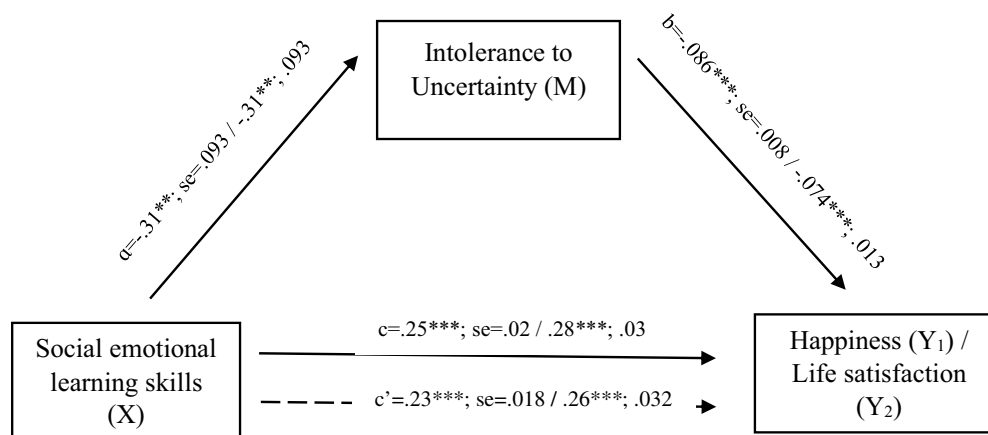 Intolerance to
Uncertainty (M)
a=-.31**; se=.093 / -.31**; .093
b=-.086***; se=.008 / -.074***; .013
Social emotional
learning skills
(X)
c=.25***; se=.02 / .28***; .03
c’=.23***; se=.018 / .26***; .032
Happiness (Y₁) /
Life satisfaction
(Y₂)